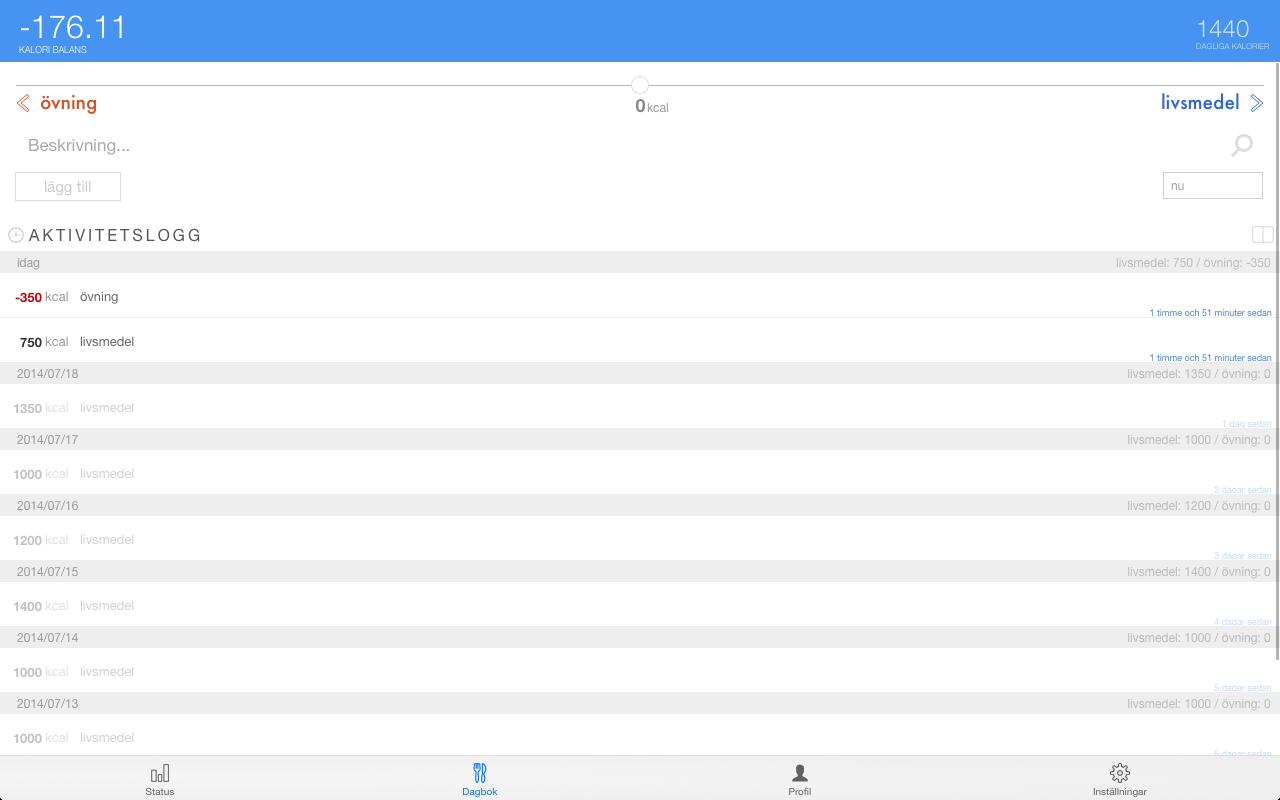 -176.11
KALORI BALANS
1440
DAGLIGA KALORIER
övning
0 kcal
livsmedel
Beskrivning...
lägg till
nu
AKTIVITETSLOGG
idag
livsmedel: 750 / övning: -350
-350 kcal övning
1 timme och 51 minuter sedan
750 kcal livsmedel
1 timme och 51 minuter sedan
2014/07/18
livsmedel: 1350 / övning: 0
1350 kcal livsmedel
1 dag sedan
2014/07/17
livsmedel: 1000 / övning: 0
1000 kcal livsmedel
2 dagar sedan
2014/07/16
livsmedel: 1200 / övning: 0
1200 kcal livsmedel
3 dagar sedan
2014/07/15
livsmedel: 1400 / övning: 0
1400 kcal livsmedel
4 dagar sedan
2014/07/14
livsmedel: 1000 / övning: 0
1000 kcal livsmedel
5 dagar sedan
2014/07/13
livsmedel: 1000 / övning: 0
1000 kcal livsmedel
6 dagar sedan
Status
Dagbok
Profil
Inställningar